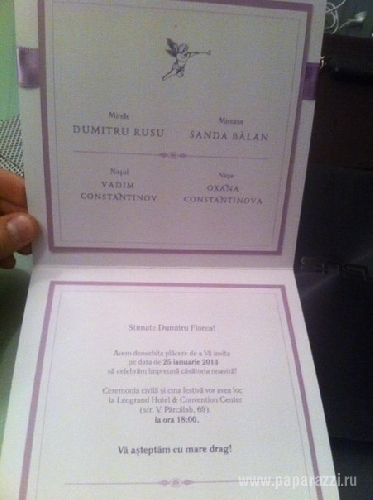 Mirele
DUMITRU RUSU
Mireasa
SANDA BĂLAN
Nașul
VADIM
CONSTANTINOV
Nașa
OXANA
CONSTANTINOVA
Stimate Dumitru Florea!
Avem deosebita plăcere de a Vă invita
pe data de 25 ianuarie 2013
să celebrăm împreună căsătoria noastră!
Ceremonia civilă și cina festivă vor avea loc
la Leogrand Hotel & Convention Center
(str. V. Pârcălab, 68)
la ora 18:00.
Vă așteptăm cu mare drag!
www.paparazzi.ru